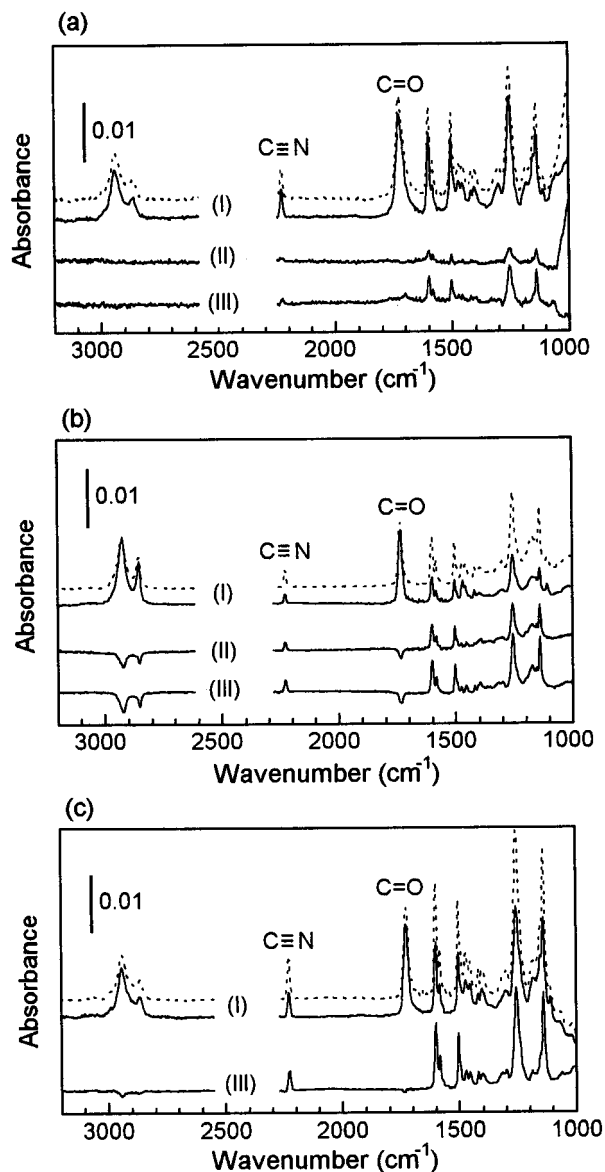 (a)
0.01
C≡N
C=O
(I)
(II)
(III)
Absorbance
3000 2500 2000 1500 1000
Wavenumber (cm⁻¹)
(b)
0.01
C≡N
C=O
(I)
(II)
(III)
Absorbance
3000 2500 2000 1500 1000
Wavenumber (cm⁻¹)
(c)
0.01
C≡N
C=O
(I)
(III)
Absorbance
3000 2500 2000 1500 1000
Wavenumber (cm⁻¹)